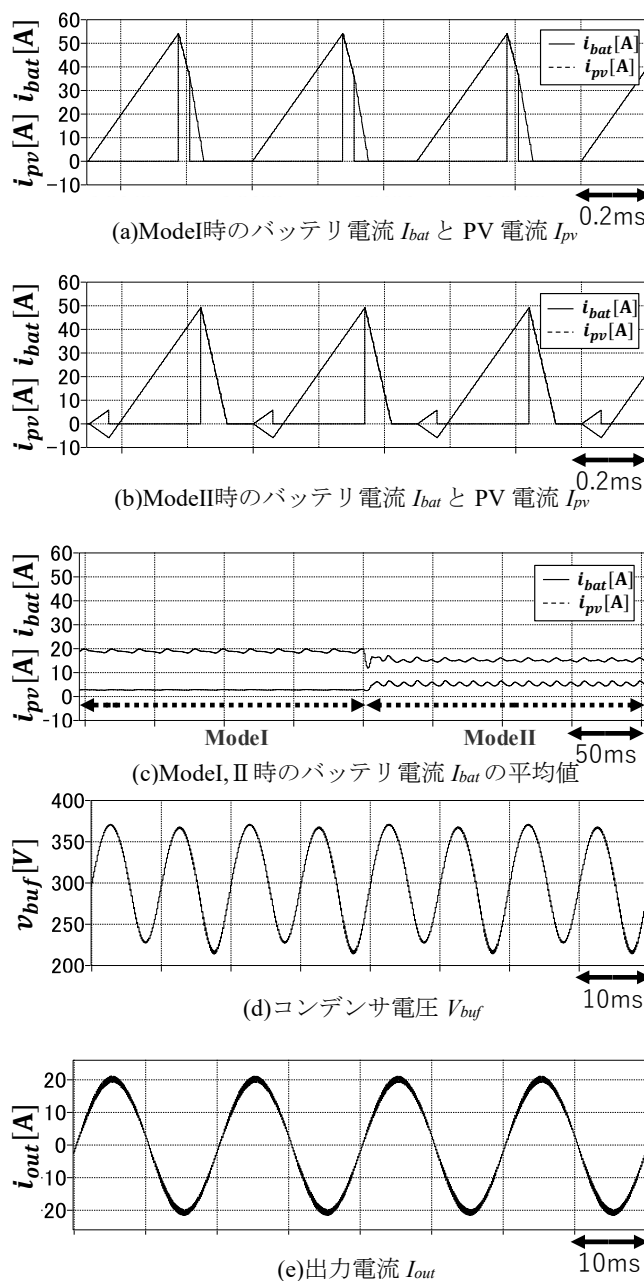 i_pv[A] i_bat[A]
60
50
40
30
20
10
0
−10
i_bat[A]
i_pv[A]
0.2ms
(a)ModeI時のバッテリ電流 I_bat と PV 電流 I_pv
i_pv[A] i_bat[A]
60
50
40
30
20
10
0
−10
i_bat[A]
i_pv[A]
0.2ms
(b)ModeII時のバッテリ電流 I_bat と PV 電流 I_pv
i_pv[A] i_bat[A]
60
50
40
30
20
10
0
−10
i_bat[A]
i_pv[A]
ModeI
ModeII
50ms
(c)ModeI, II 時のバッテリ電流 I_bat の平均値
v_buf[V]
400
350
300
250
200
10ms
(d)コンデンサ電圧 V_buf
i_out[A]
20
10
0
−10
20
10ms
(e)出力電流 I_out